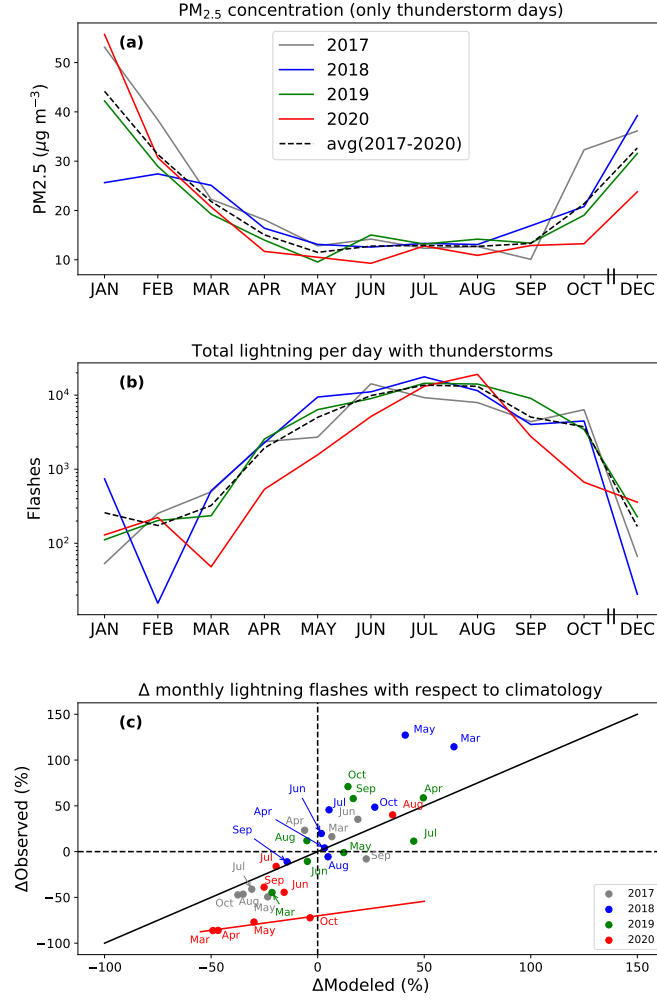 PM2.5 concentration (only thunderstorm days)
(a)
2017
2018
2019
2020
avg(2017-2020)
PM2.5 (μg m−3)
50
40
30
20
10
JAN FEB MAR APR MAY JUN JUL AUG SEP OCT DEC
Total lightning per day with thunderstorms
(b)
Flashes
10^4
10^3
10^2
JAN FEB MAR APR MAY JUN JUL AUG SEP OCT DEC
Δ monthly lightning flashes with respect to climatology
(c)
ΔObserved (%)
150
100
50
0
−50
−100
May
Mar
Oct
Sep
Apr
Jun
Jul
Oct
Aug
Jun
Apr
Apr
Mar
Sep
Aug
Jul
May
Sep
Jul
Jul
Aug
Jun
Sep
Jun
Oct
Aug
May
Mar
Mar
Apr
May
Oct
2017
2018
2019
2020
−100 −50 0 50 100 150
ΔModeled (%)